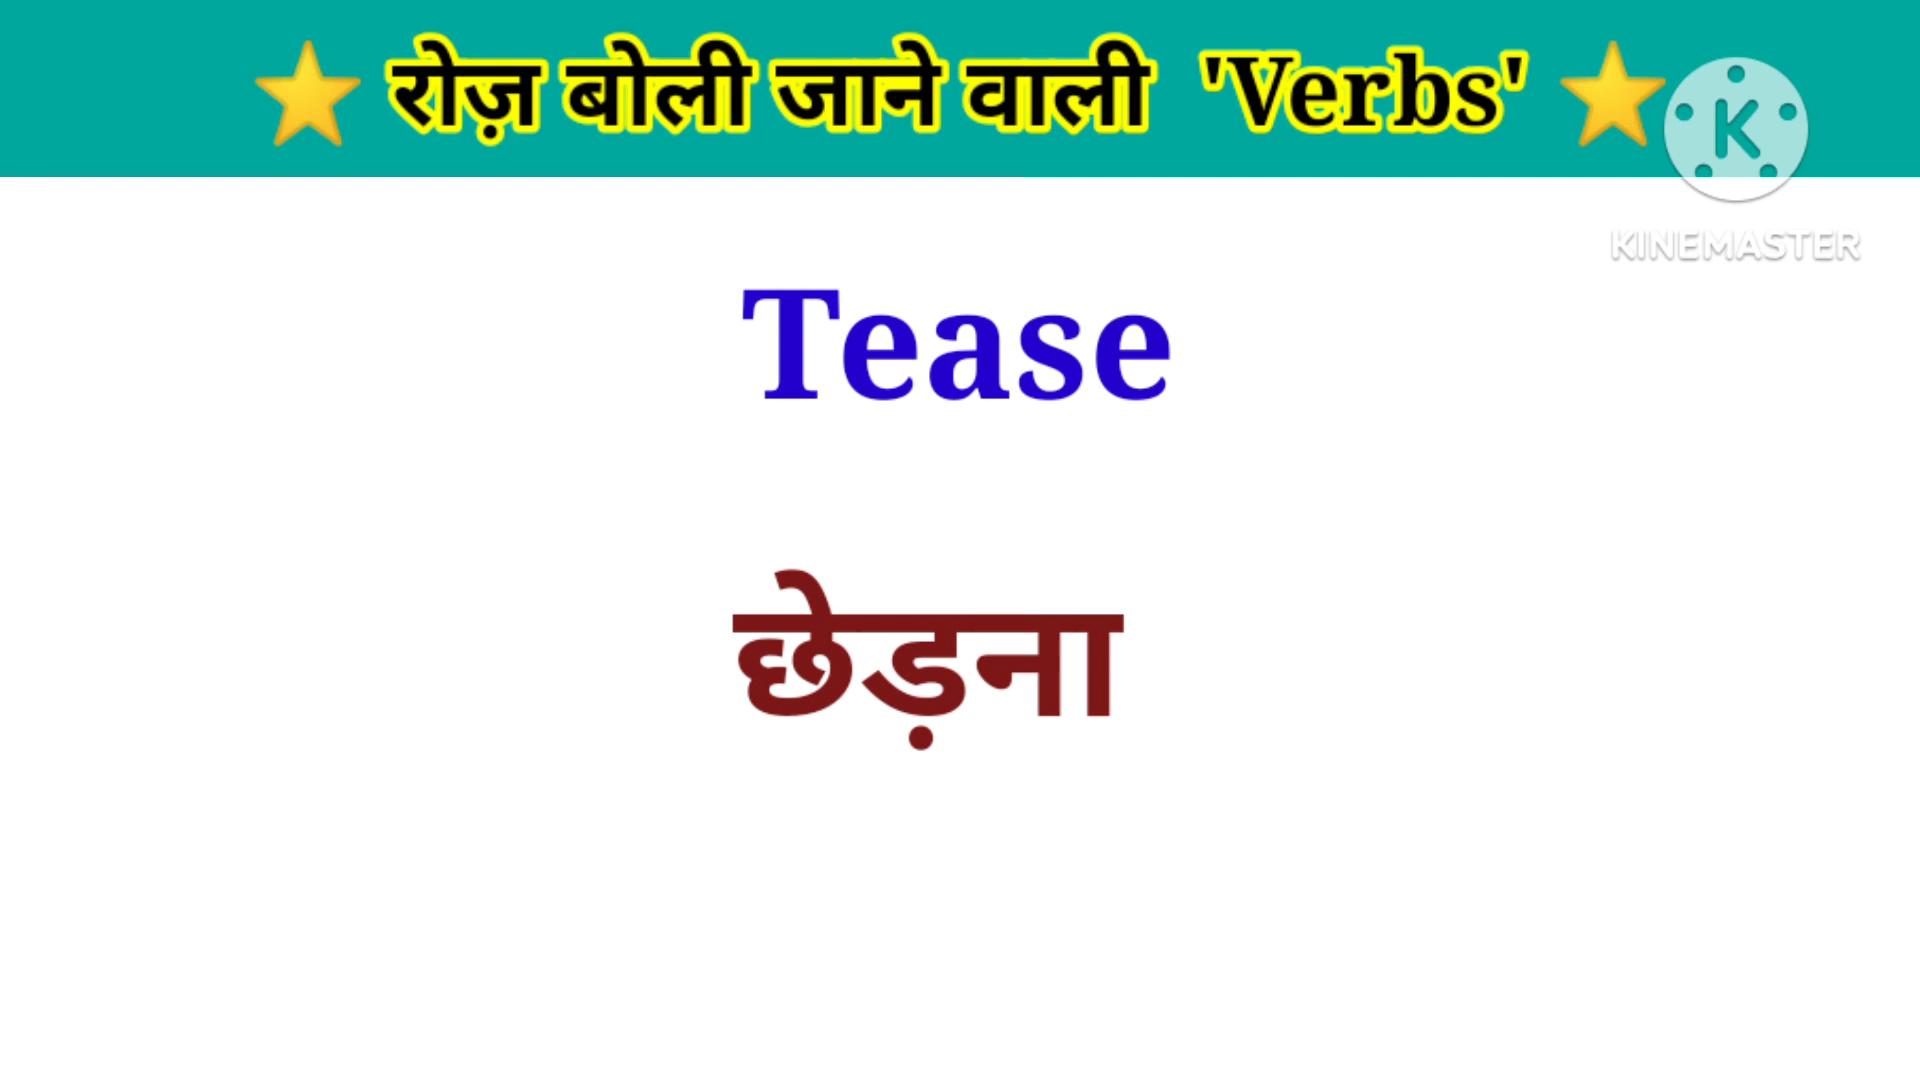 ⭐ रोज़ बोली जाने वाली 'Verbs' ⭐
K
KINEMASTER
Tease
छेड़ना